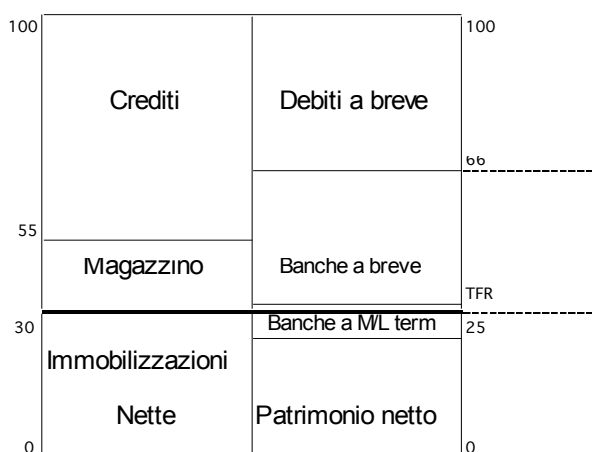 100
100
Crediti
Debiti a breve
66
55
Magazzino
Banche a breve
TFR
30
Banche a M/L term
25
Immobilizzazioni
Nette
Patrimonio netto
0
0